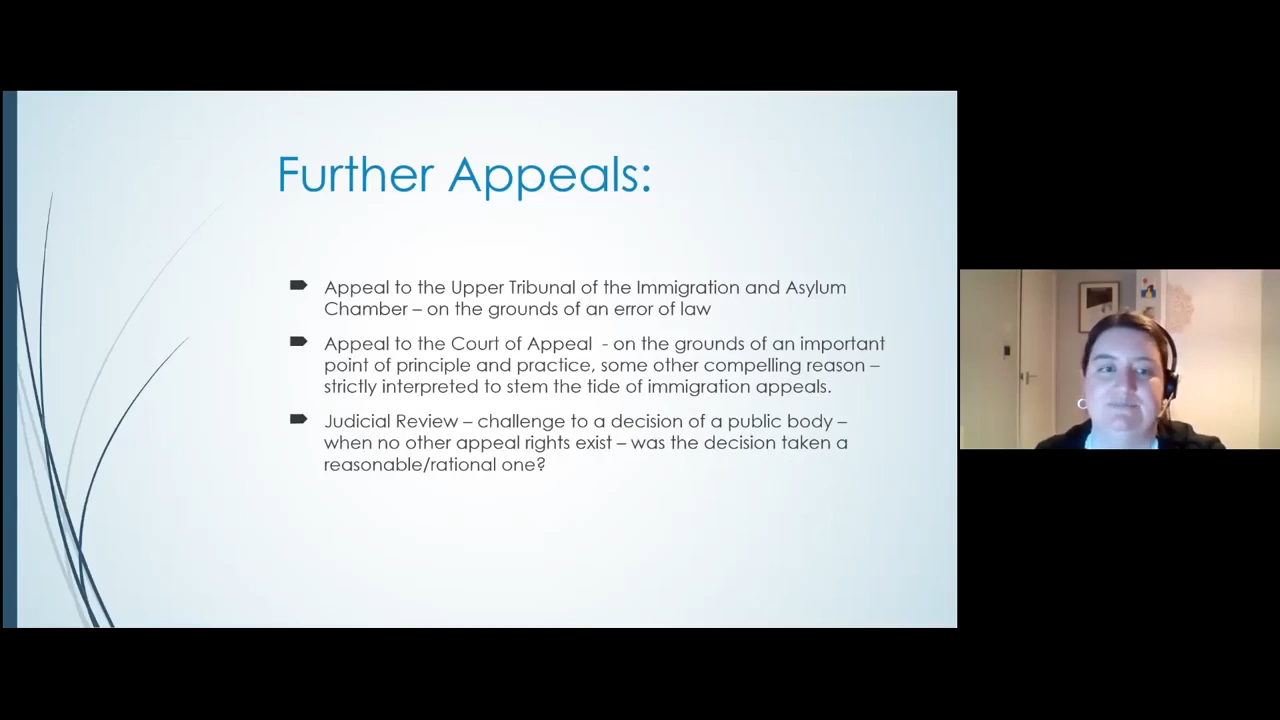 Further Appeals:
Appeal to the Upper Tribunal of the Immigration and Asylum
Chamber – on the grounds of an error of law
Appeal to the Court of Appeal  - on the grounds of an important
point of principle and practice, some other compelling reason –
strictly interpreted to stem the tide of immigration appeals.
Judicial Review – challenge to a decision of a public body –
when no other appeal rights exist – was the decision taken a
reasonable/rational one?